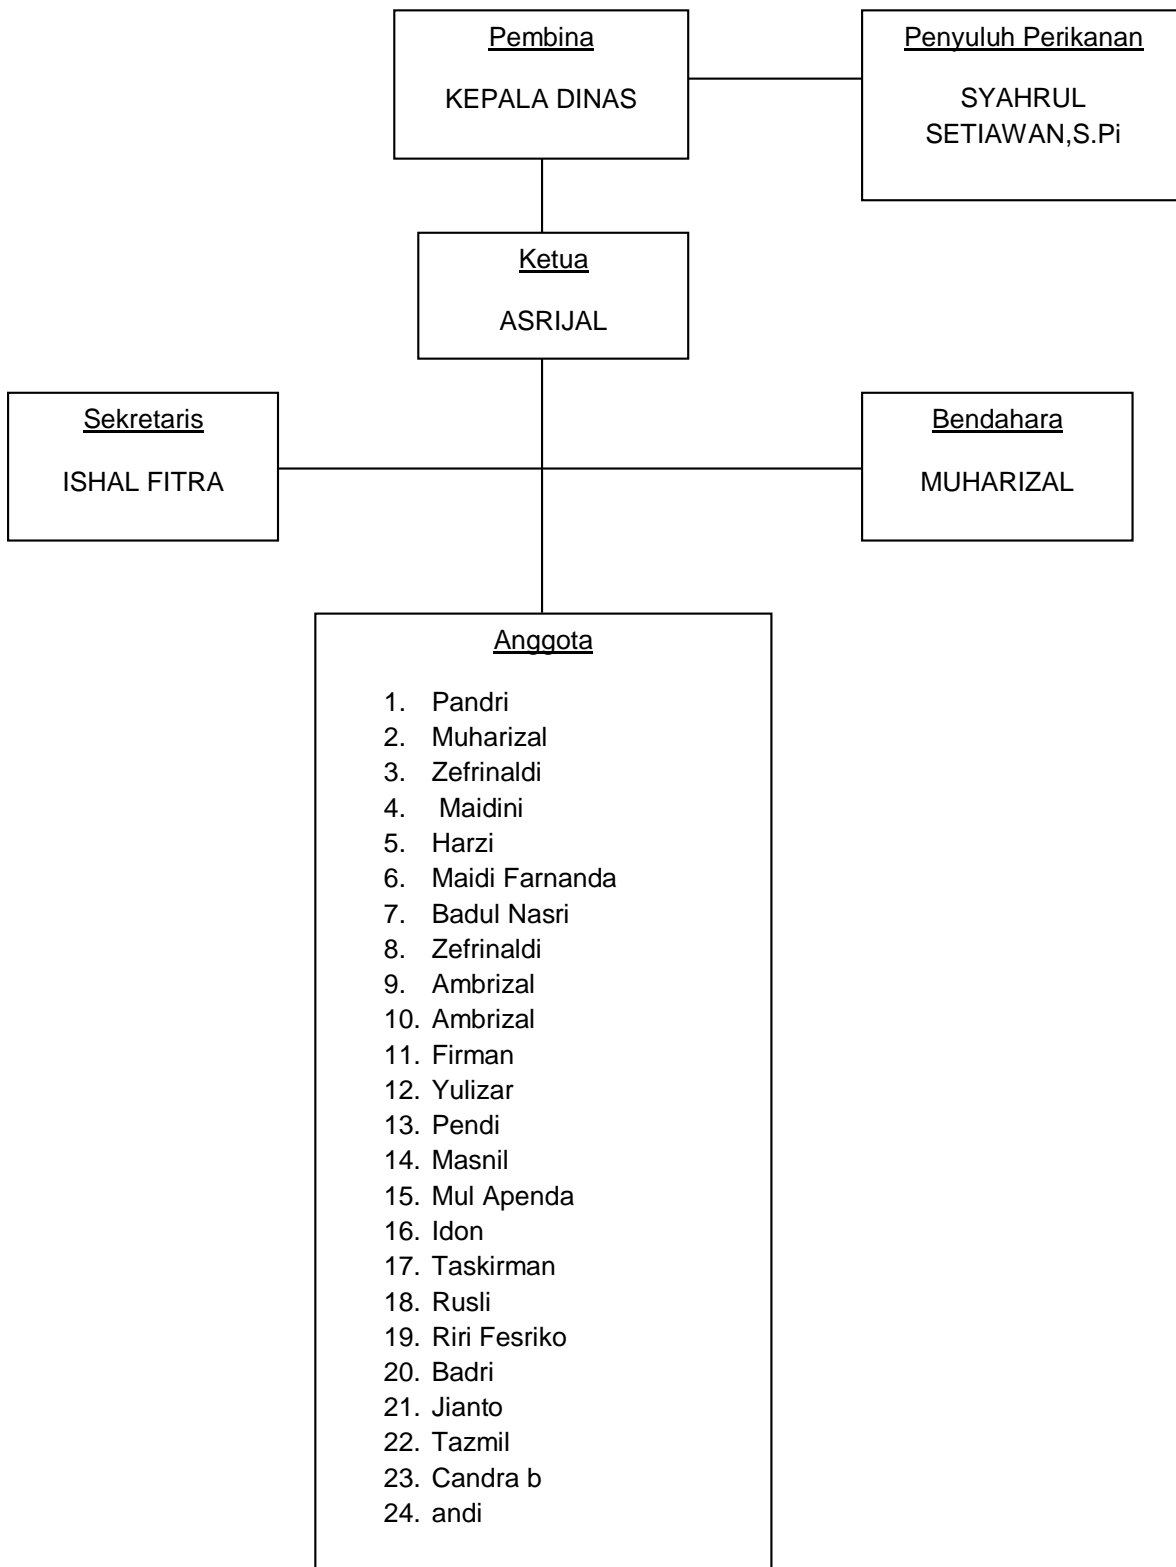 Pembina
KEPALA DINAS
Penyuluh Perikanan
SYAHRUL
SETIAWAN,S.Pi
Ketua
ASRIJAL
Sekretaris
ISHAL FITRA
Bendahara
MUHARIZAL
Anggota
1. Pandri
2. Muharizal
3. Zefrinaldi
4. Maidini
5. Harzi
6. Maidi Farnanda
7. Badul Nasri
8. Zefrinaldi
9. Ambrizal
10. Ambrizal
11. Firman
12. Yulizar
13. Pendi
14. Masnil
15. Mul Apenda
16. Idon
17. Taskirman
18. Rusli
19. Riri Fesriko
20. Badri
21. Jianto
22. Tazmil
23. Candra b
24. andi